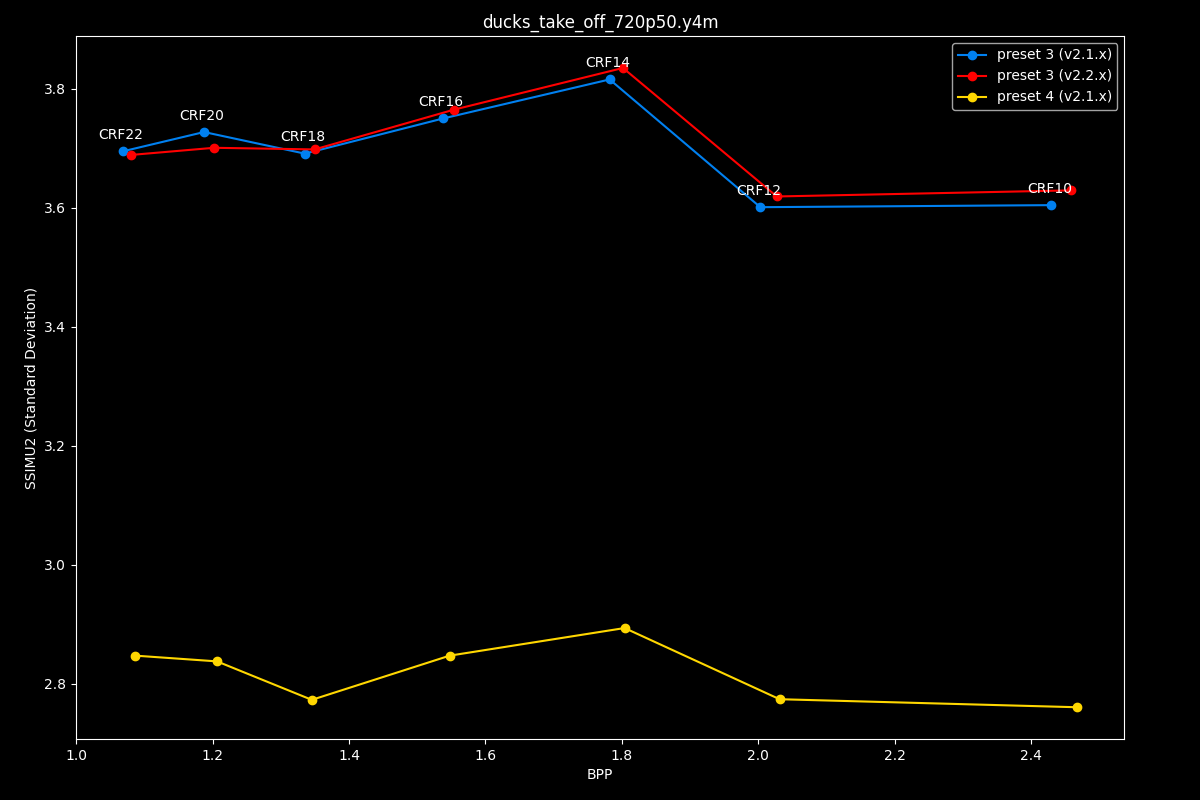 ducks_take_off_720p50.y4m
preset 3 (v2.1.x)
preset 3 (v2.2.x)
preset 4 (v2.1.x)
CRF22
CRF20
CRF18
CRF16
CRF14
CRF12
CRF10
SSIMU2 (Standard Deviation)
3.8
3.6
3.4
3.2
3.0
2.8
1.0
1.2
1.4
1.6
1.8
2.0
2.2
2.4
BPP